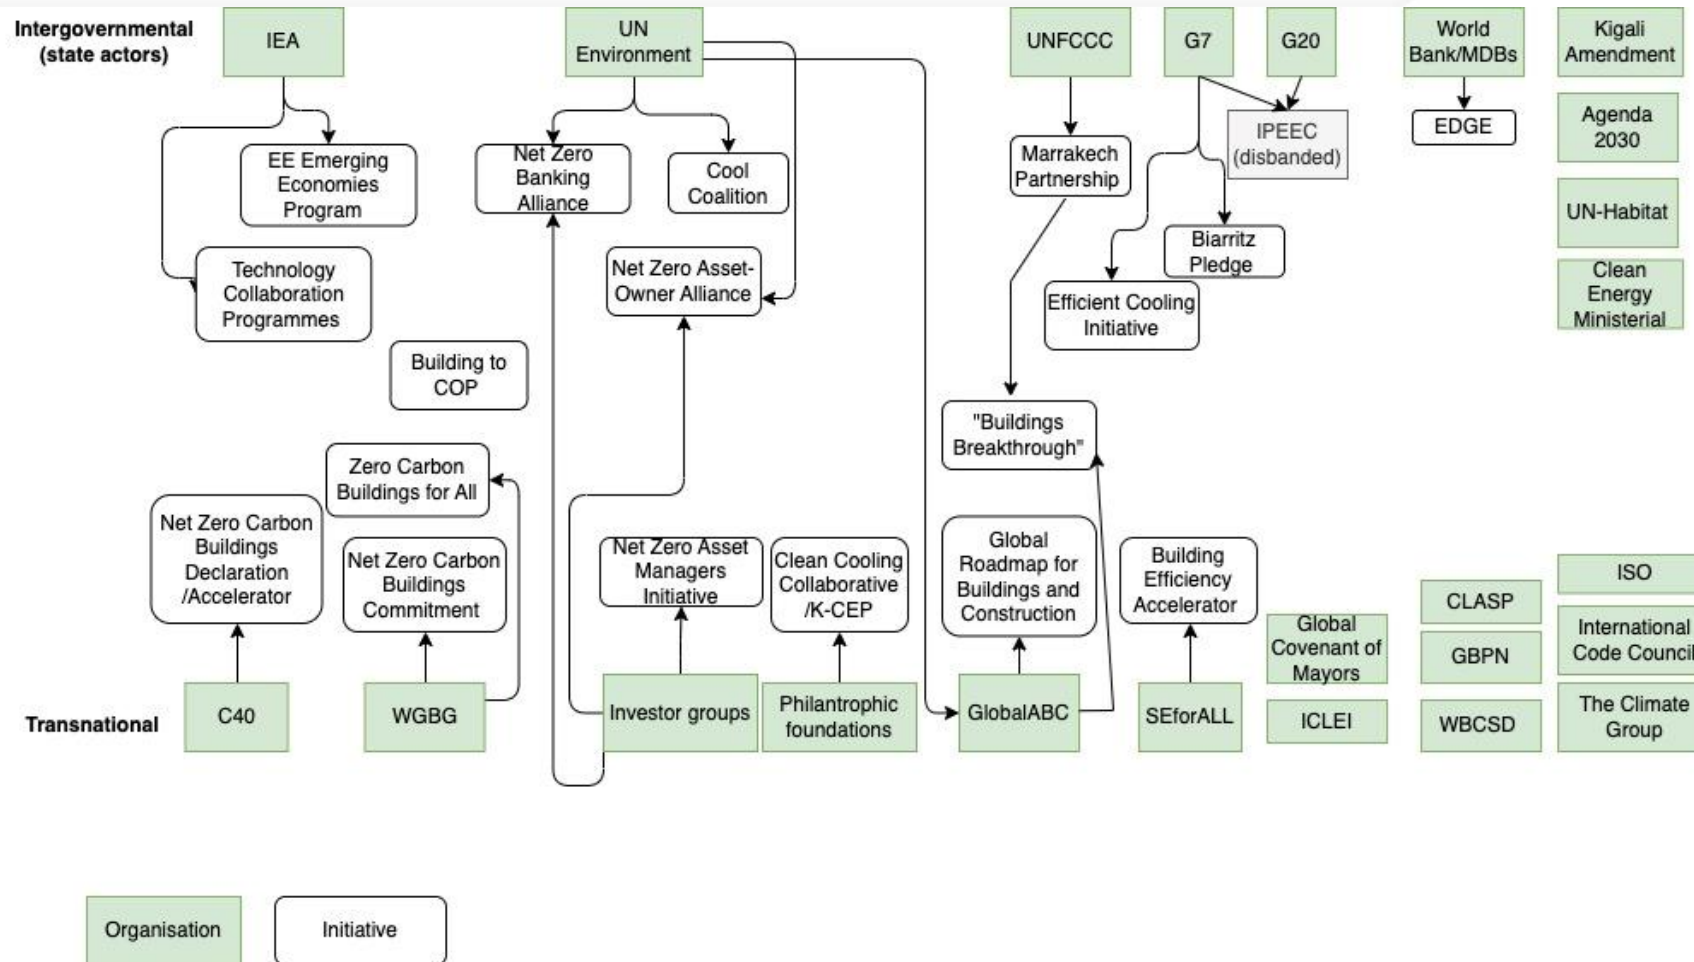 Intergovernmental
(state actors)
IEA
UN
Environment
UNFCCC
G7
G20
World
Bank/MDBs
Kigali
Amendment
EE Emerging
Economies
Program
Net Zero
Banking
Alliance
Cool
Coalition
Marrakech
Partnership
IPEEC
(disbanded)
EDGE
Agenda
2030
UN-Habitat
Technology
Collaboration
Programmes
Net Zero Asset-
Owner Alliance
Biarritz
Pledge
Efficient Cooling
Initiative
Clean
Energy
Ministerial
Building to
COP
"Buildings
Breakthrough"
Zero Carbon
Buildings for All
Net Zero Carbon
Buildings
Declaration
/Accelerator
Net Zero Carbon
Buildings
Commitment
Net Zero Asset
Managers
Initiative
Clean Cooling
Collaborative
/K-CEP
Global
Roadmap for
Buildings and
Construction
Building
Efficiency
Accelerator
Global
Covenant of
Mayors
CLASP
GBPN
ISO
International
Code Council
Transnational
C40
WGBG
Investor groups
Philantrophic
foundations
GlobalABC
SEforALL
ICLEI
WBCSD
The Climate
Group
Organisation
Initiative